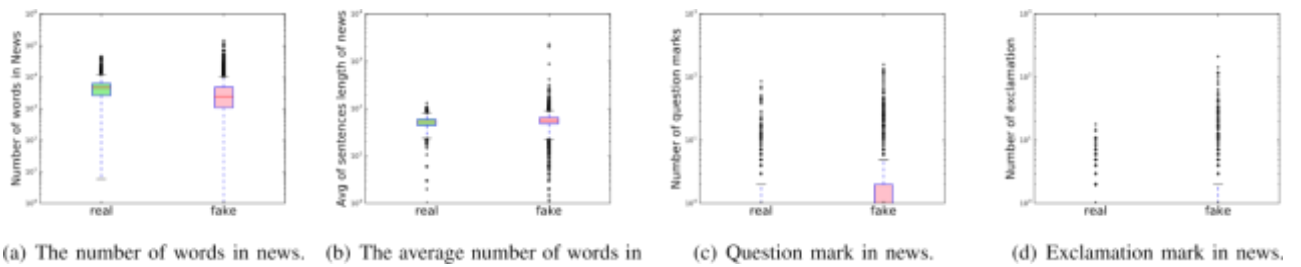 Number of words in News
real fake
(a) The number of words in news.
Avg of sentences length of news
real fake
(b) The average number of words in
Number of question marks
real fake
(c) Question mark in news.
Number of exclamation
real fake
(d) Exclamation mark in news.